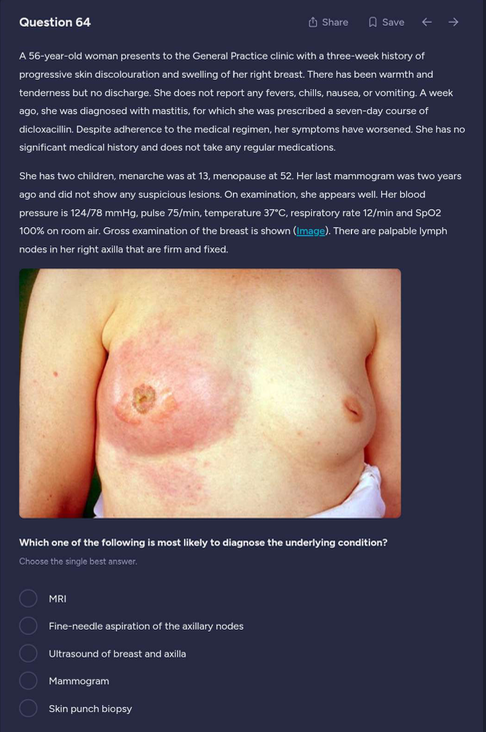 Question 64
Share
Save
A 56-year-old woman presents to the General Practice clinic with a three-week history of
progressive skin discolouration and swelling of her right breast. There has been warmth and
tenderness but no discharge. She does not report any fevers, chills, nausea, or vomiting. A week
ago, she was diagnosed with mastitis, for which she was prescribed a seven-day course of
dicloxacillin. Despite adherence to the medical regimen, her symptoms have worsened. She has no
significant medical history and does not take any regular medications.
She has two children, menarche was at 13, menopause at 52. Her last mammogram was two years
ago and did not show any suspicious lesions. On examination, she appears well. Her blood
pressure is 124/78 mmHg, pulse 75/min, temperature 37°C, respiratory rate 12/min and SpO2
100% on room air. Gross examination of the breast is shown (Image). There are palpable lymph
nodes in her right axilla that are firm and fixed.
Which one of the following is most likely to diagnose the underlying condition?
Choose the single best answer.
MRI
Fine-needle aspiration of the axillary nodes
Ultrasound of breast and axilla
Mammogram
Skin punch biopsy